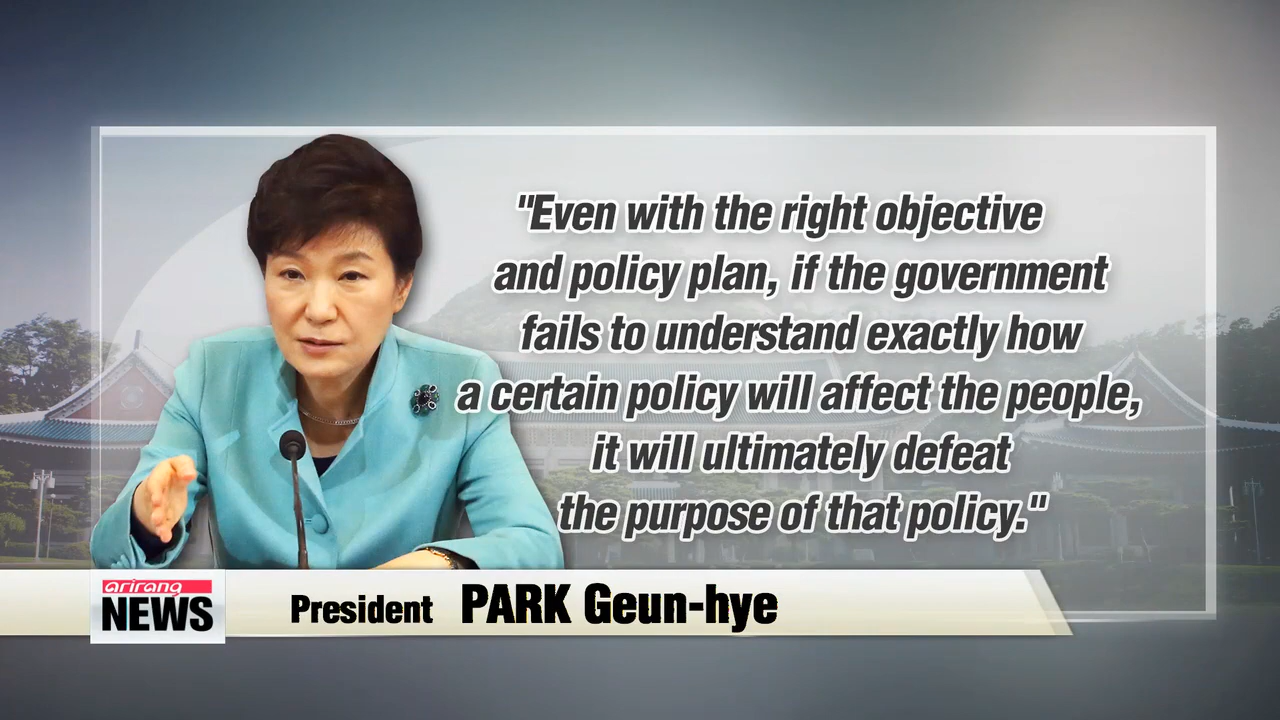 "Even with the right objective
and policy plan, if the government
fails to understand exactly how
a certain policy will affect the people,
it will ultimately defeat
the purpose of that policy."
President PARK Geun-hye
arirang
NEWS